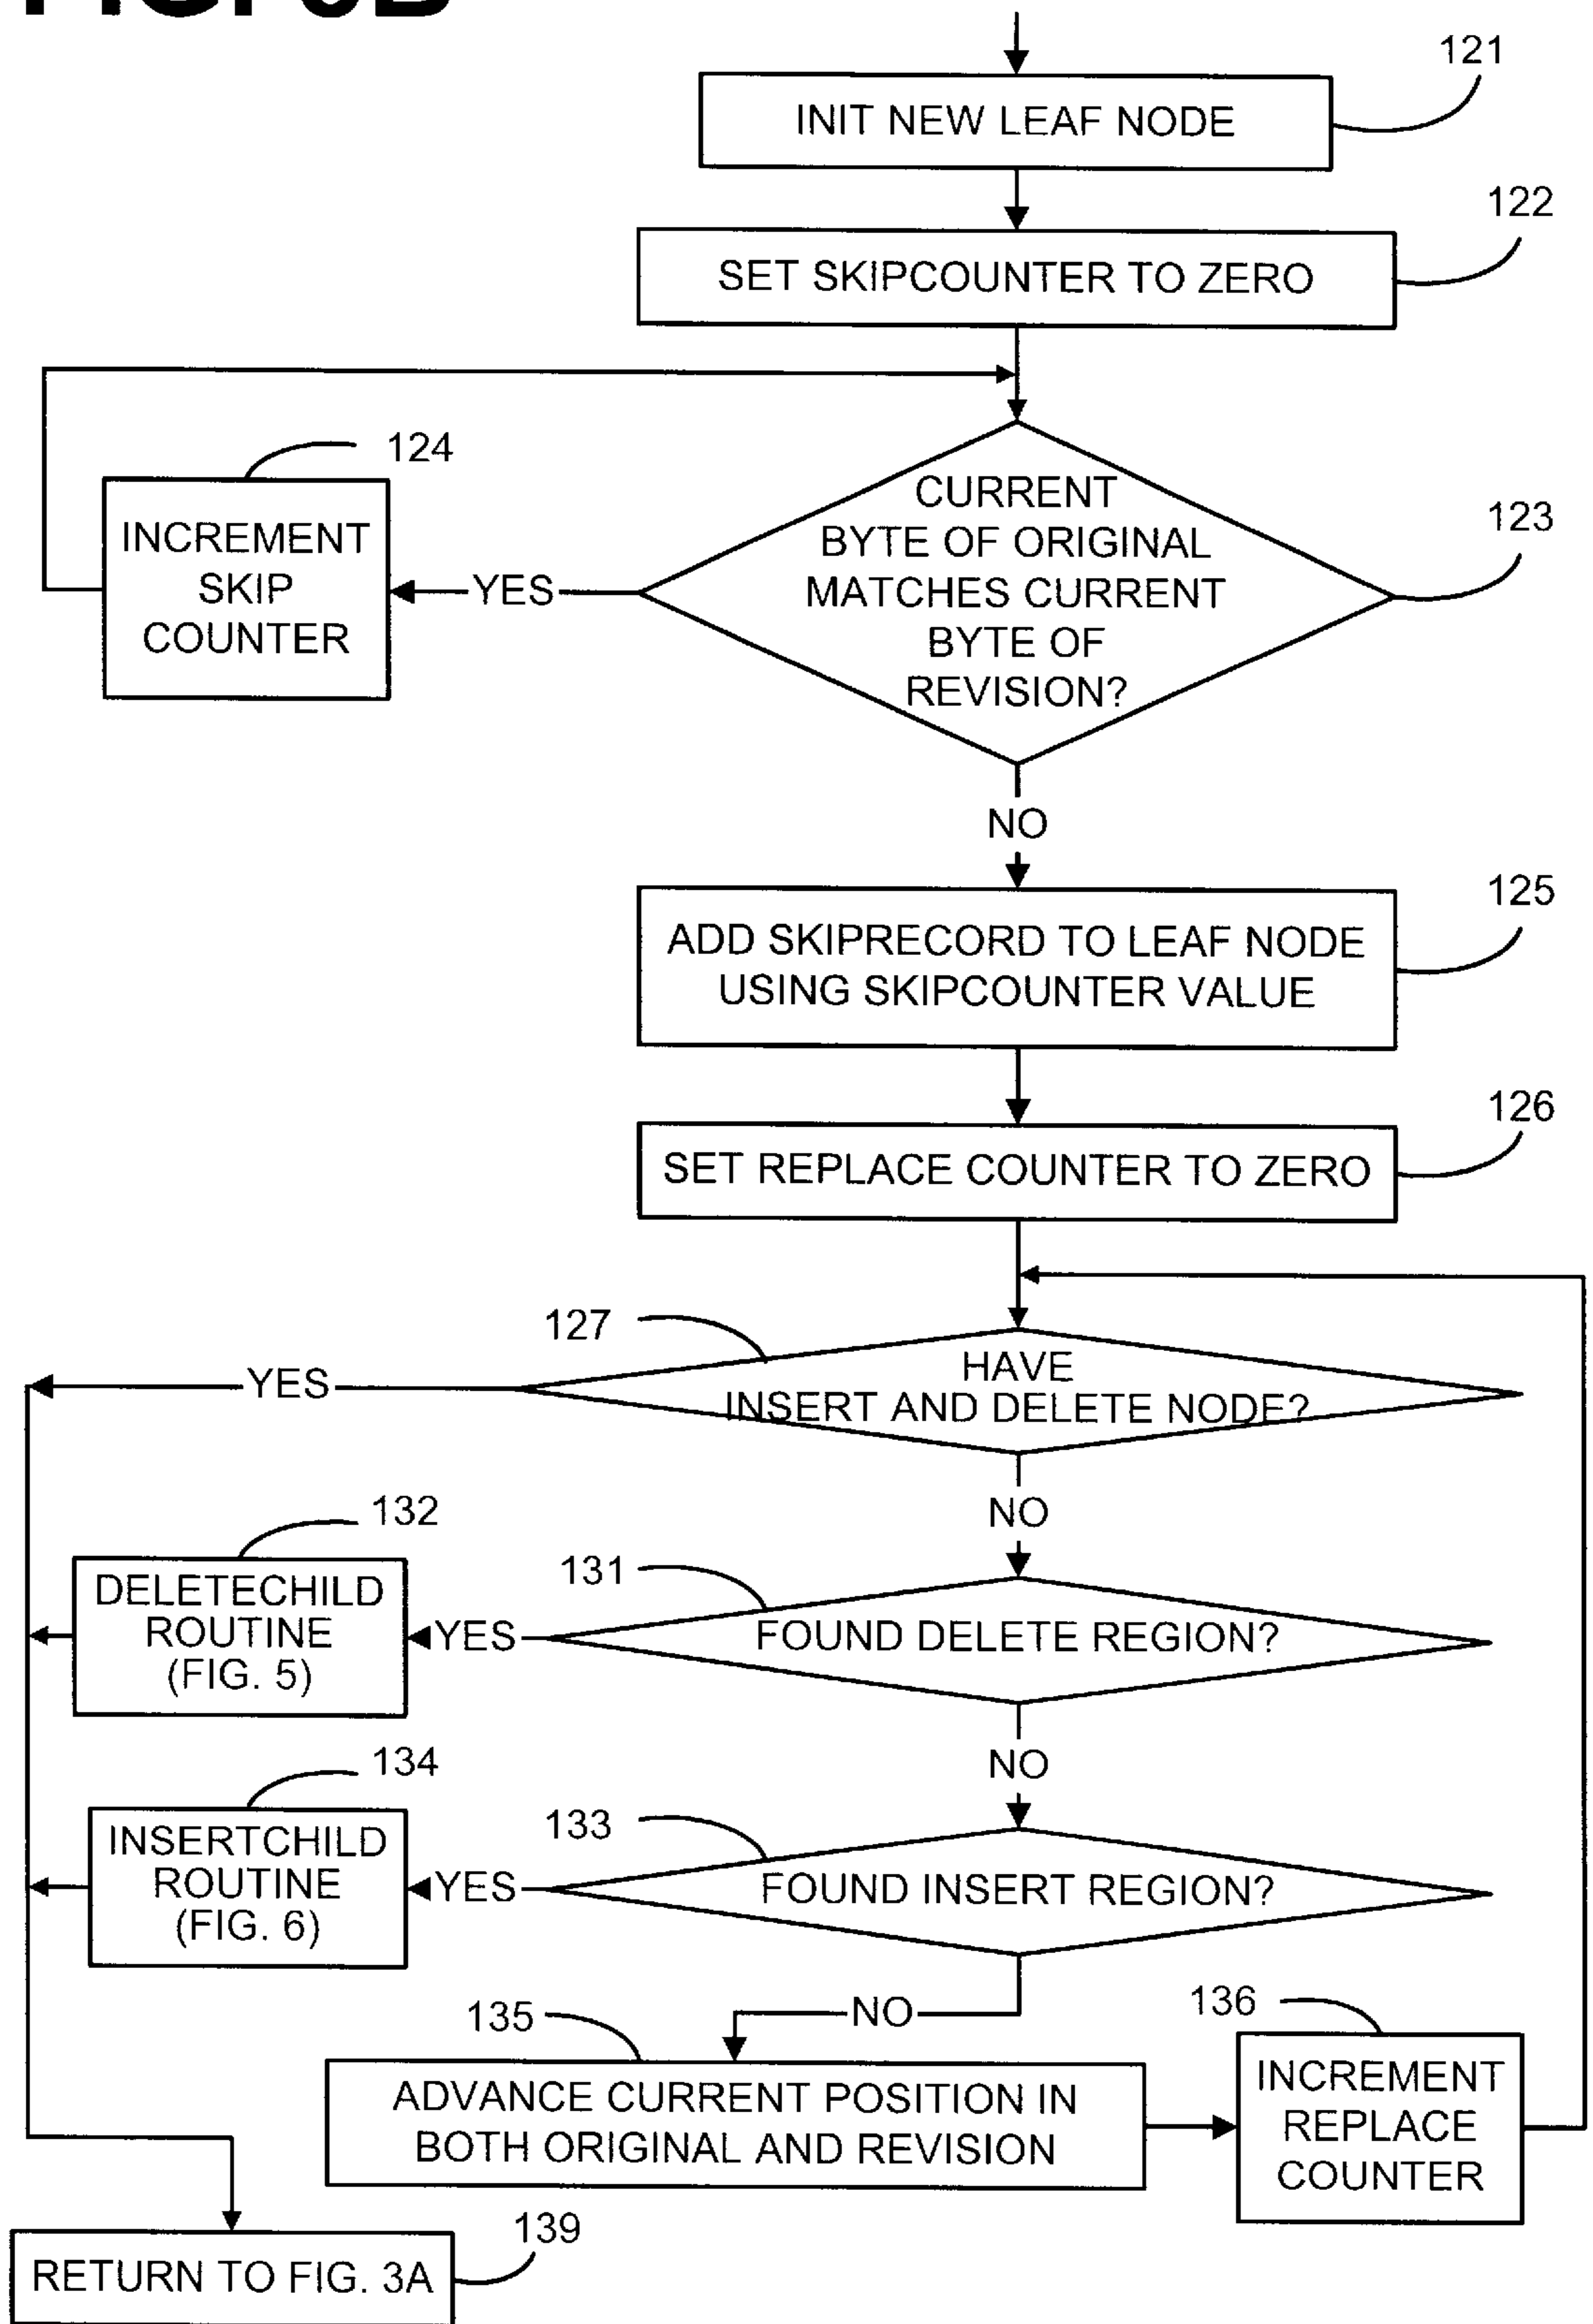 121
INIT NEW LEAF NODE
122
SET SKIPCOUNTER TO ZERO
124
INCREMENT
SKIP
COUNTER
YES
CURRENT
BYTE OF ORIGINAL
MATCHES CURRENT
BYTE OF
REVISION?
123
NO
125
ADD SKIPRECORD TO LEAF NODE
USING SKIPCOUNTER VALUE
126
SET REPLACE COUNTER TO ZERO
127
YES
HAVE
INSERT AND DELETE NODE?
NO
132
DELETECHILD
ROUTINE
(FIG. 5)
YES
131
FOUND DELETE REGION?
NO
134
INSERTCHILD
ROUTINE
(FIG. 6)
YES
133
FOUND INSERT REGION?
NO
135
ADVANCE CURRENT POSITION IN
BOTH ORIGINAL AND REVISION
136
INCREMENT
REPLACE
COUNTER
139
RETURN TO FIG. 3A